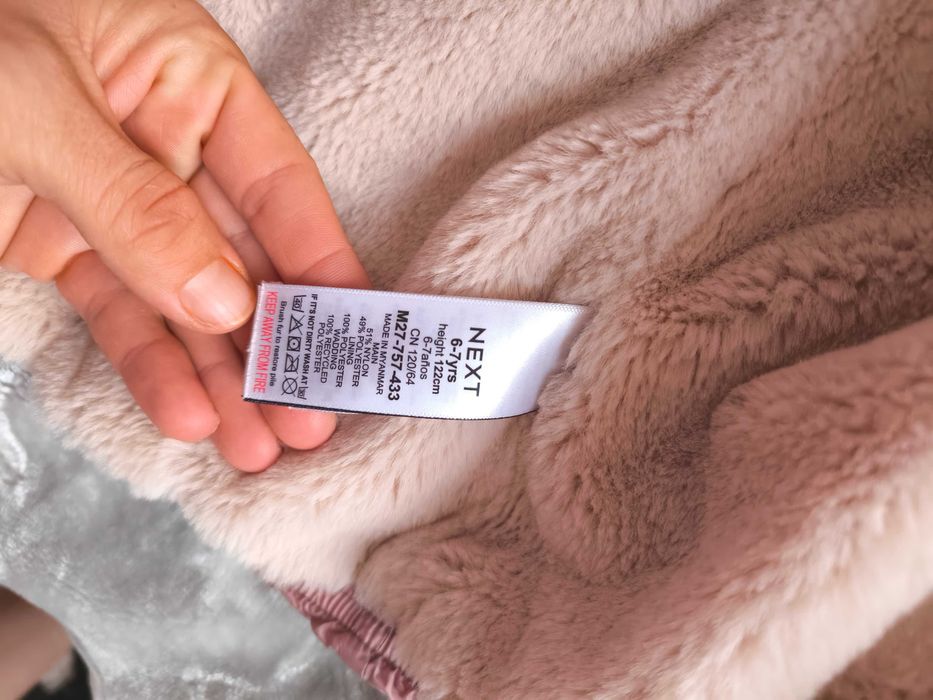 NEXT
6-7yrs
height 122cm
6-7años
CN 120/64
M27-757-433
MADE IN MYANMAR
MAIN
51% NYLON
49% POLYESTER
LINING
100% POLYESTER
WADDING
100% RECYCLED
POLYESTER
IF IT'S NOT DIRTY WASH AT 30
40
Brush fur to restore pile
KEEP AWAY FROM FIRE